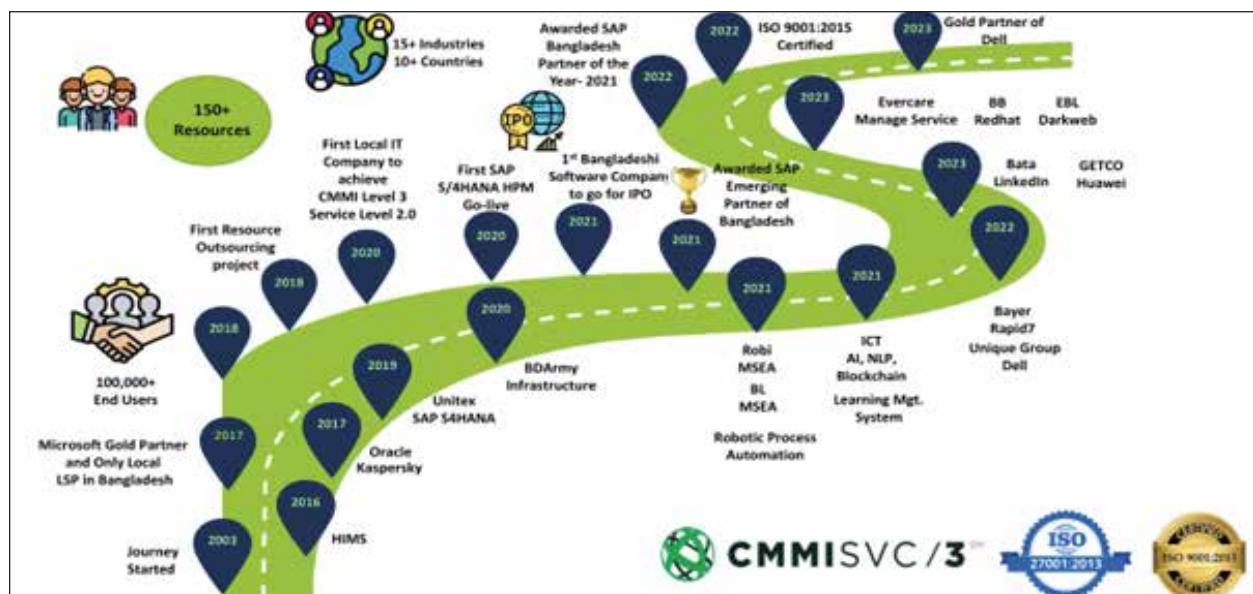 15+ Industries
10+ Countries
150+
Resources
Awarded SAP
Bangladesh
Partner of the
Year- 2021
2022
2022
ISO 9001:2015
Certified
2023
Gold Partner of
Dell
2023
Evercare
Manage Service
BB
Redhat
EBL
Darkweb
2023
Bata
LinkedIn
GETCO
Huawei
First Local IT
Company to
achieve
CMMI Level 3
Service Level 2.0
2020
First SAP
S/4HANA HPM
Go-live
2020
IPO
1st Bangladeshi
Software Company
to go for IPO
2021
Awarded SAP
Emerging
Partner of
Bangladesh
2021
First Resource
Outsourcing
project
2018
2018
100,000+
End Users
2022
Bayer
Rapid7
Unique Group
Dell
2021
ICT
AI, NLP,
Blockchain
Learning Mgt.
System
2021
Robi
MSEA
BL
MSEA
Robotic Process
Automation
2020
BDArmy
Infrastructure
2019
Unitex
SAP S4HANA
2017
Oracle
Kaspersky
2017
Microsoft Gold Partner
and Only Local
LSP in Bangladesh
2016
HIMS
2003
Journey
Started
CMMISVC/3
ISO
27001:2013
CERTIFIED
ISO 9001:2015
CERTIFIED